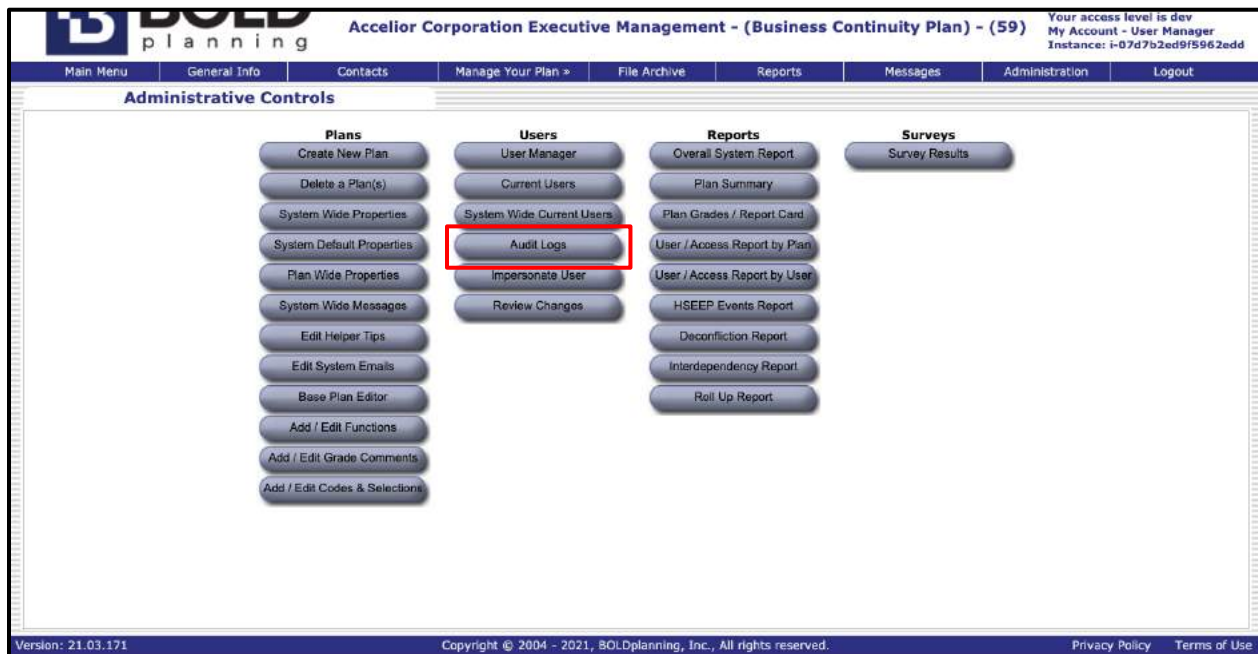 BOLD
planning
Accelior Corporation Executive Management - (Business Continuity Plan) - (59)
Your access level is dev
My Account - User Manager
Instance: i-07d7b2ed9f5962edd
Main Menu General Info Contacts Manage Your Plan » File Archive Reports Messages Administration Logout
Administrative Controls
Plans
Create New Plan
Delete a Plan(s)
System Wide Properties
System Default Properties
Plan Wide Properties
System Wide Messages
Edit Helper Tips
Edit System Emails
Base Plan Editor
Add / Edit Functions
Add / Edit Grade Comments
Add / Edit Codes & Selections
Users
User Manager
Current Users
System Wide Current Users
Audit Logs
Impersonate User
Review Changes
Reports
Overall System Report
Plan Summary
Plan Grades / Report Card
User / Access Report by Plan
User / Access Report by User
HSEEP Events Report
Deconfliction Report
Interdependency Report
Roll Up Report
Surveys
Survey Results
Version: 21.03.171
Copyright © 2004 - 2021, BOLDplanning, Inc., All rights reserved.
Privacy Policy Terms of Use